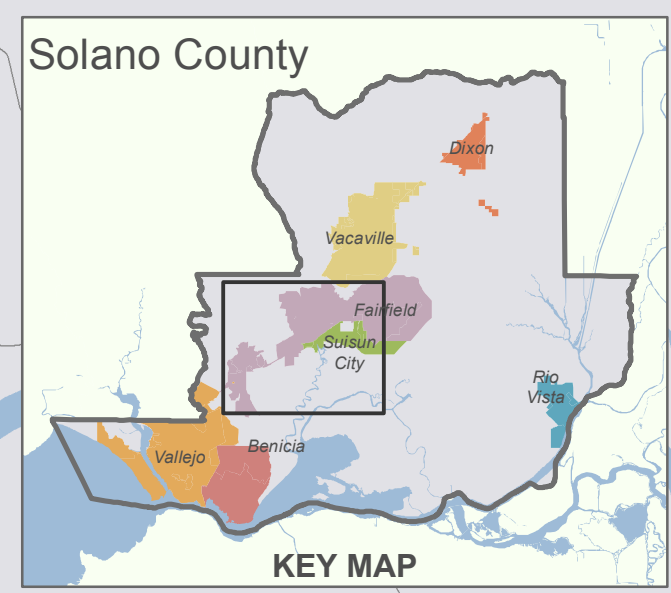 Solano County
Dixon
Vacaville
Fairfield
Suisun
City
Rio
Vista
Benicia
Vallejo
KEY MAP